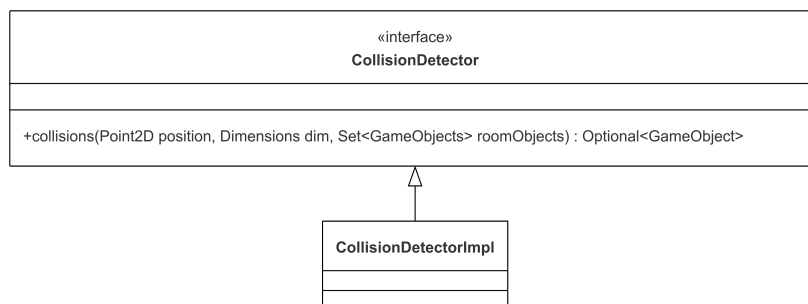 «interface»
CollisionDetector
+collisions(Point2D position, Dimensions dim, Set<GameObjects> roomObjects) : Optional<GameObject>
CollisionDetectorImpl